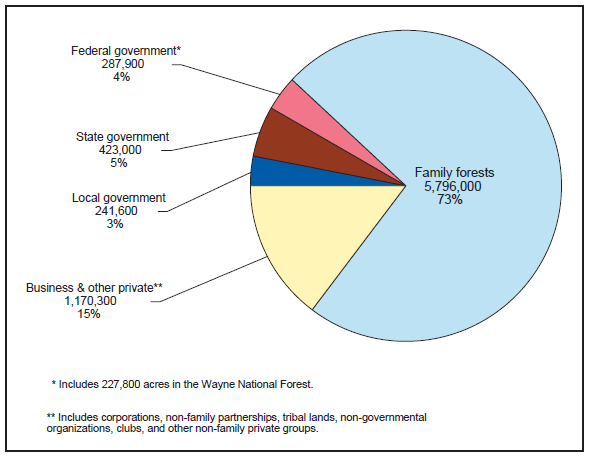 Federal government*
287,900
4%
State government
423,000
5%
Local government
241,600
3%
Business & other private**
1,170,300
15%
Family forests
5,796,000
73%
* Includes 227,800 acres in the Wayne National Forest.
** Includes corporations, non-family partnerships, tribal lands, non-governmental
organizations, clubs, and other non-family private groups.